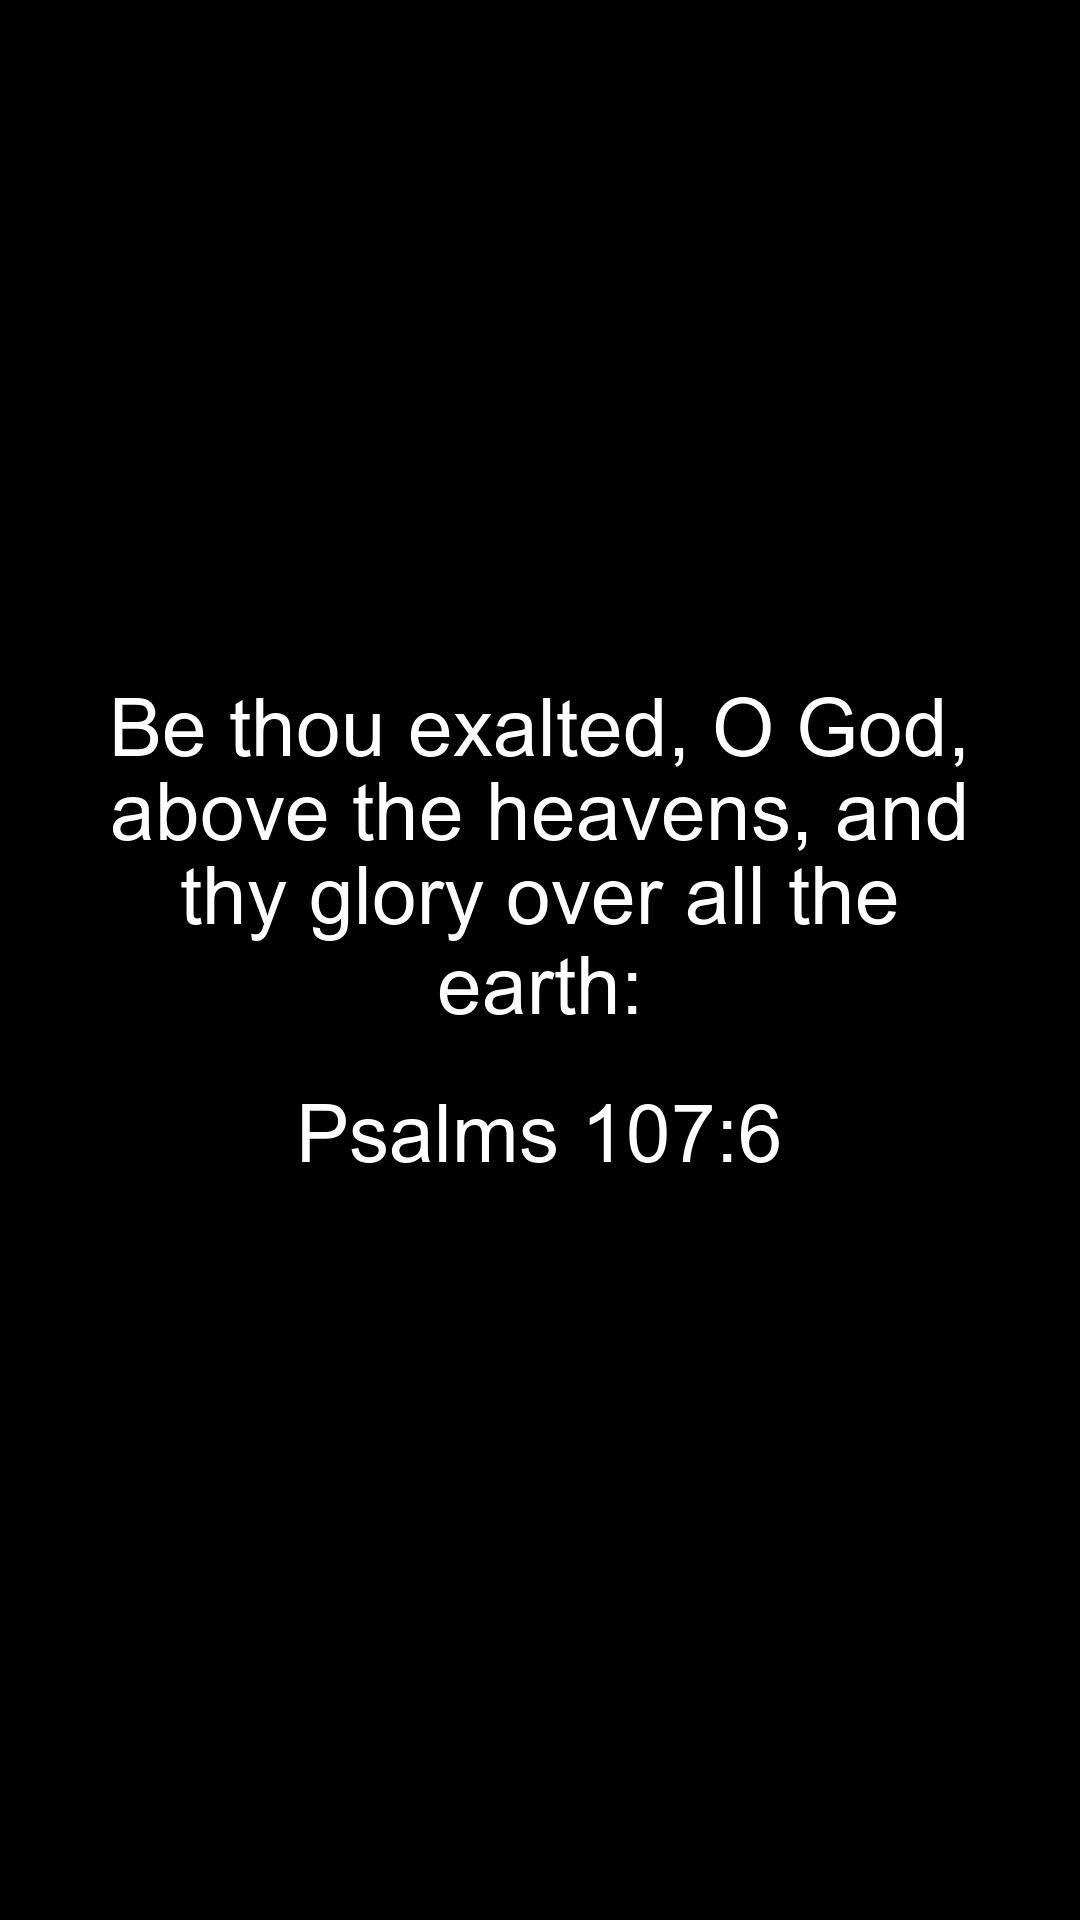 Be thou exalted, O God,
above the heavens, and
thy glory over all the
earth:
Psalms 107:6